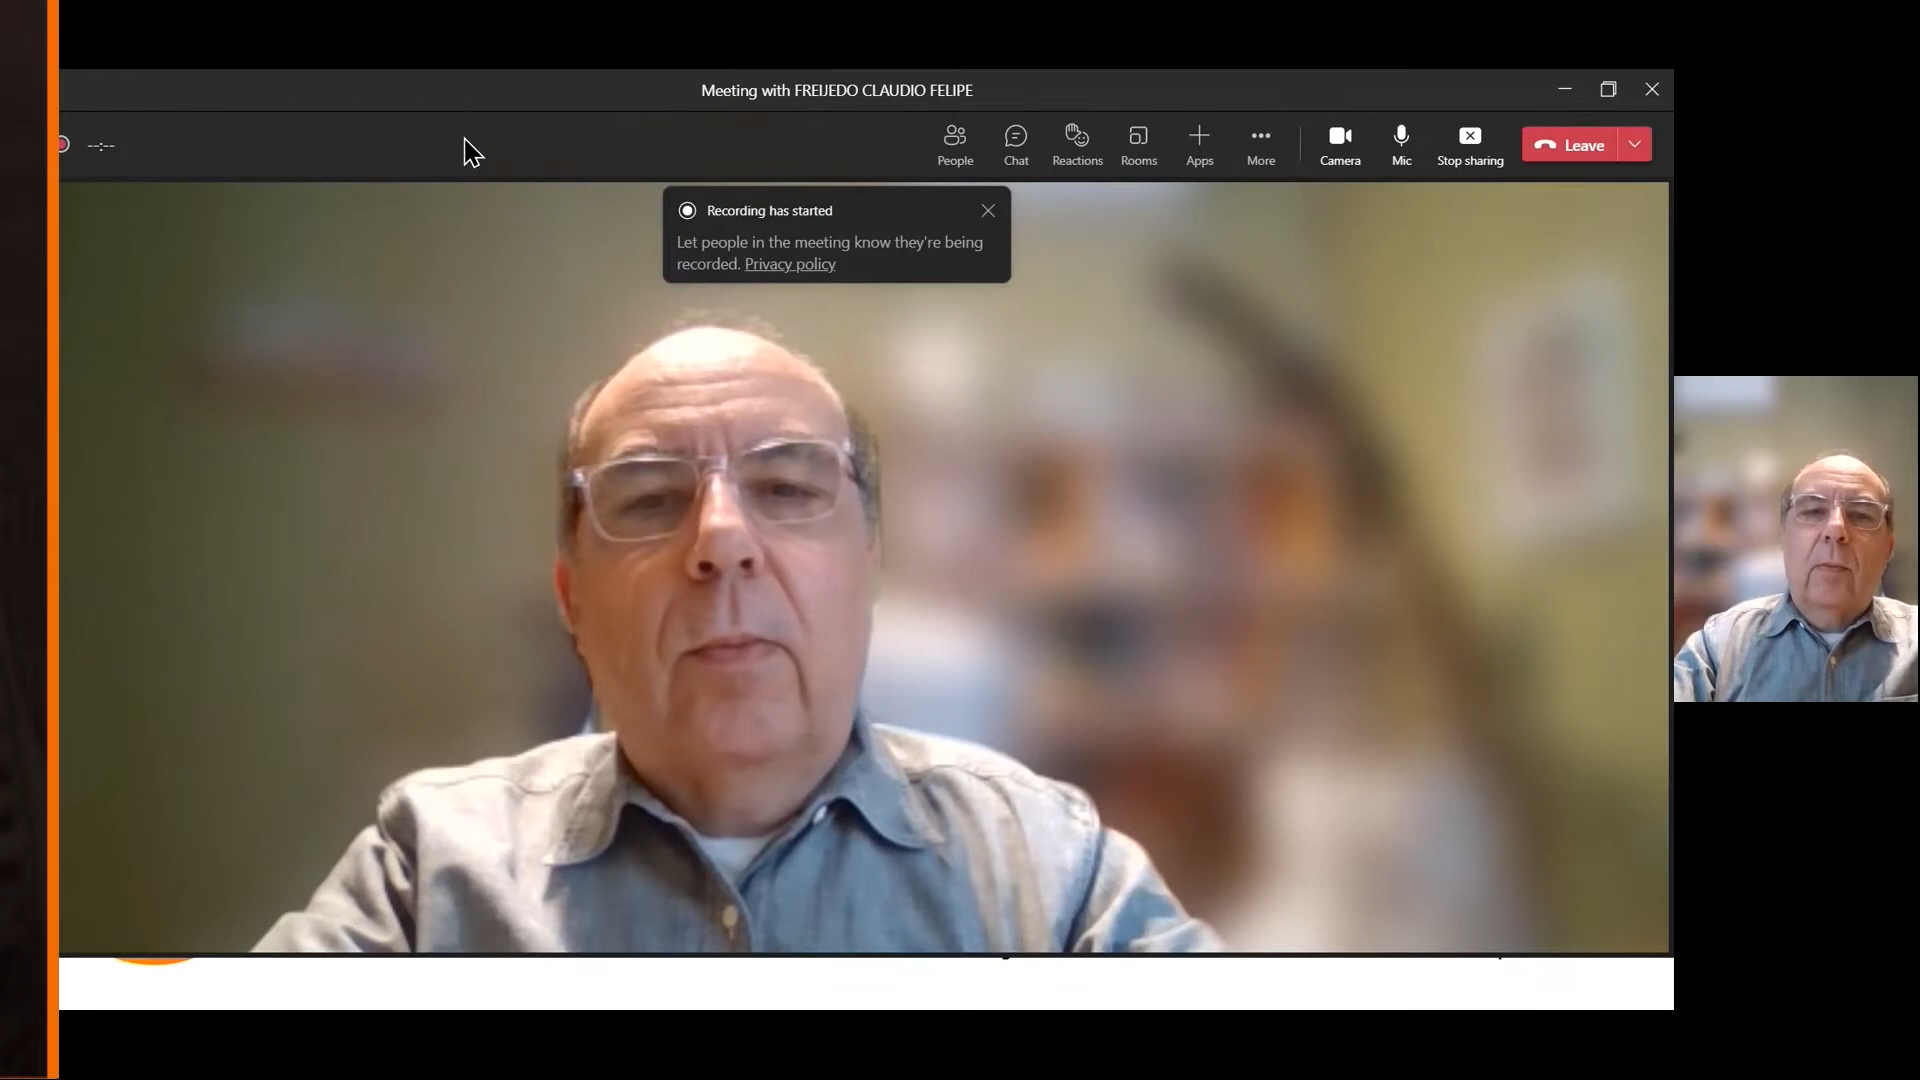 Meeting with FREIJEDO CLAUDIO FELIPE
--:--
People
Chat
Reactions
Rooms
Apps
More
Camera
Mic
Stop sharing
Leave
Recording has started
Let people in the meeting know they're being
recorded. Privacy policy